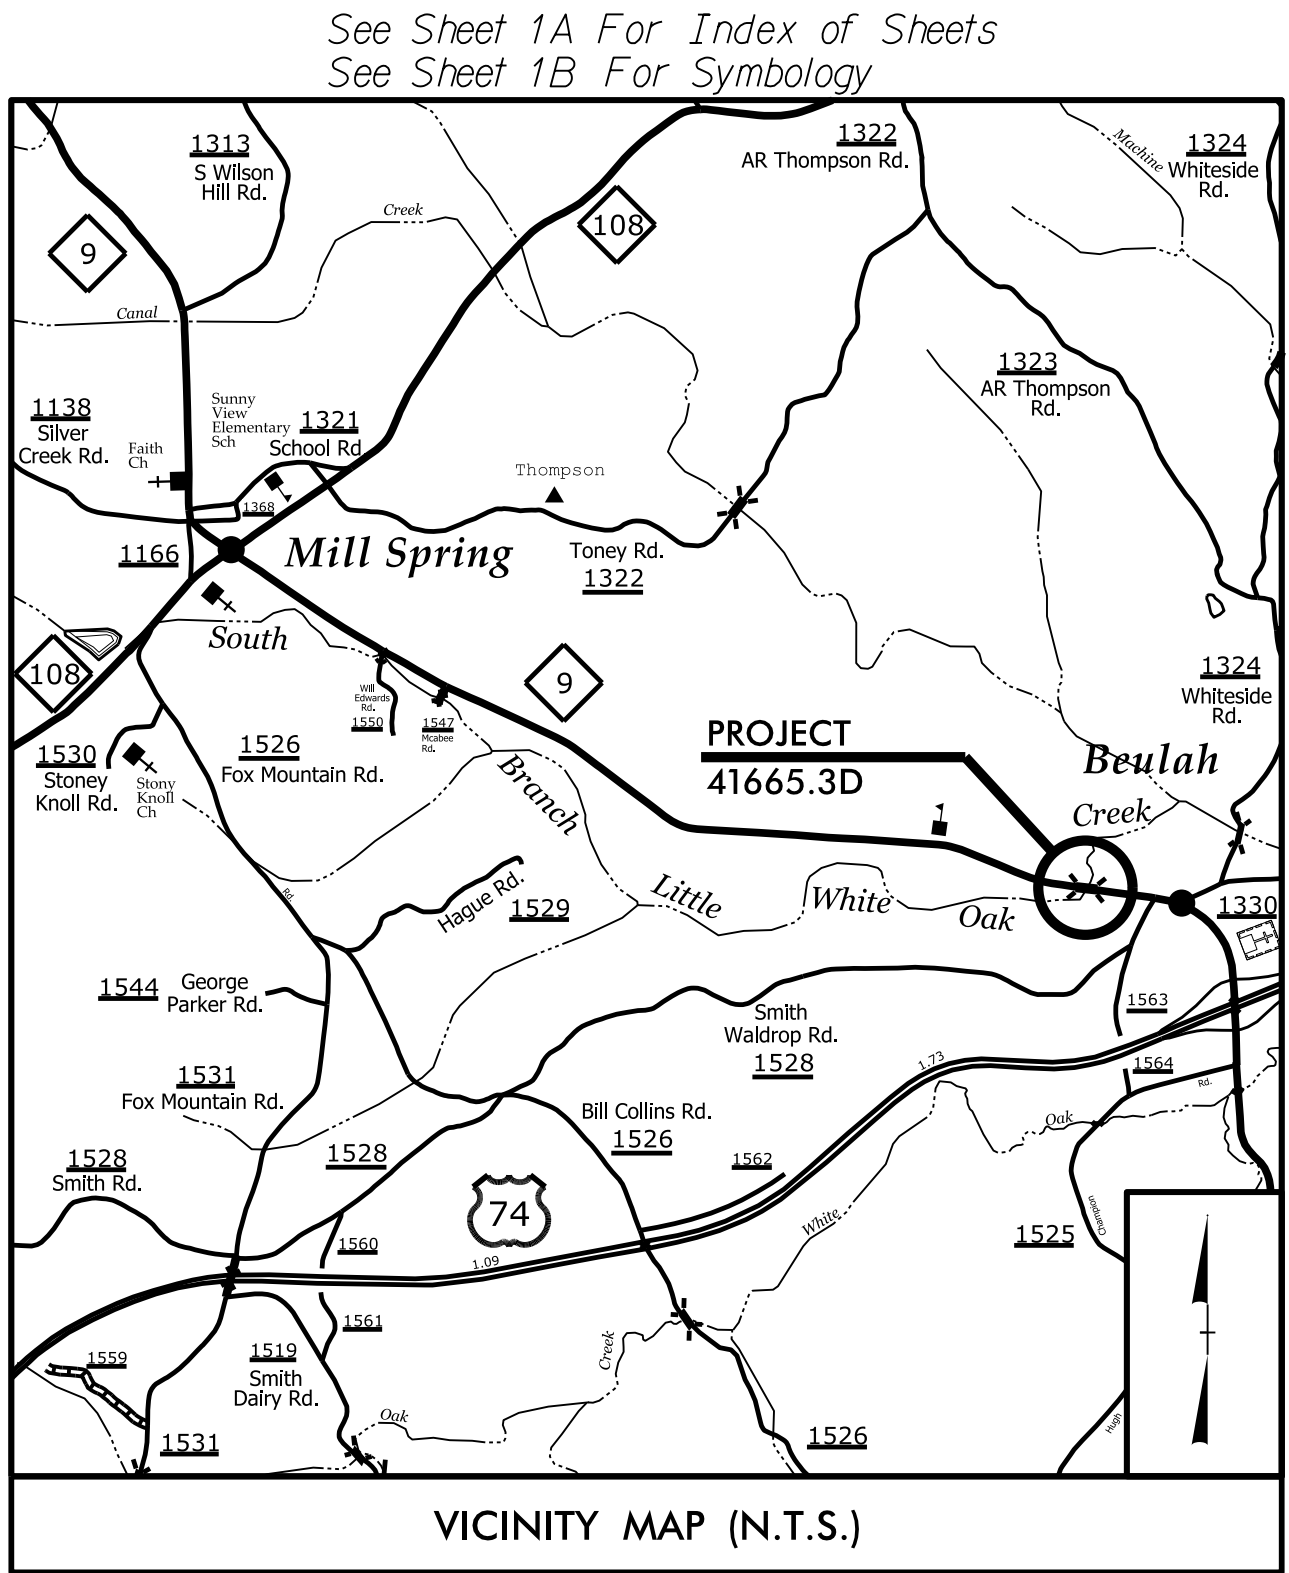 See Sheet 1A For Index of Sheets
See Sheet 1B For Symbology
1313
S Wilson
Hill Rd.
9
Creek
108
1322
AR Thompson Rd.
Machine
1324
Whiteside
Rd.
Canal
1138
Silver
Creek Rd.
Faith
Ch
Sunny
View
Elementary
Sch
1321
School Rd.
1323
AR Thompson
Rd.
Thompson
1368
1166
Mill Spring
Toney Rd.
1322
South
108
9
Will
Edwards
Rd.
1550
1547
Mcabee
Rd.
1324
Whiteside
Rd.
1530
Stoney
Knoll Rd.
Stony
Knoll
Ch
1526
Fox Mountain Rd.
Branch
PROJECT
41665.3D
Beulah
Creek
Rd.
Hague Rd.
1529
Little
White
Oak
1330
1544
George
Parker Rd.
Smith
Waldrop Rd.
1528
1563
1.73
1564
Rd.
1531
Fox Mountain Rd.
Bill Collins Rd.
1526
Oak
1528
Smith Rd.
1528
1562
74
White
Champion
1525
1560
1.09
1561
1559
1519
Smith
Dairy Rd.
Creek
Oak
1531
1526
Hugh
VICINITY MAP (N.T.S.)